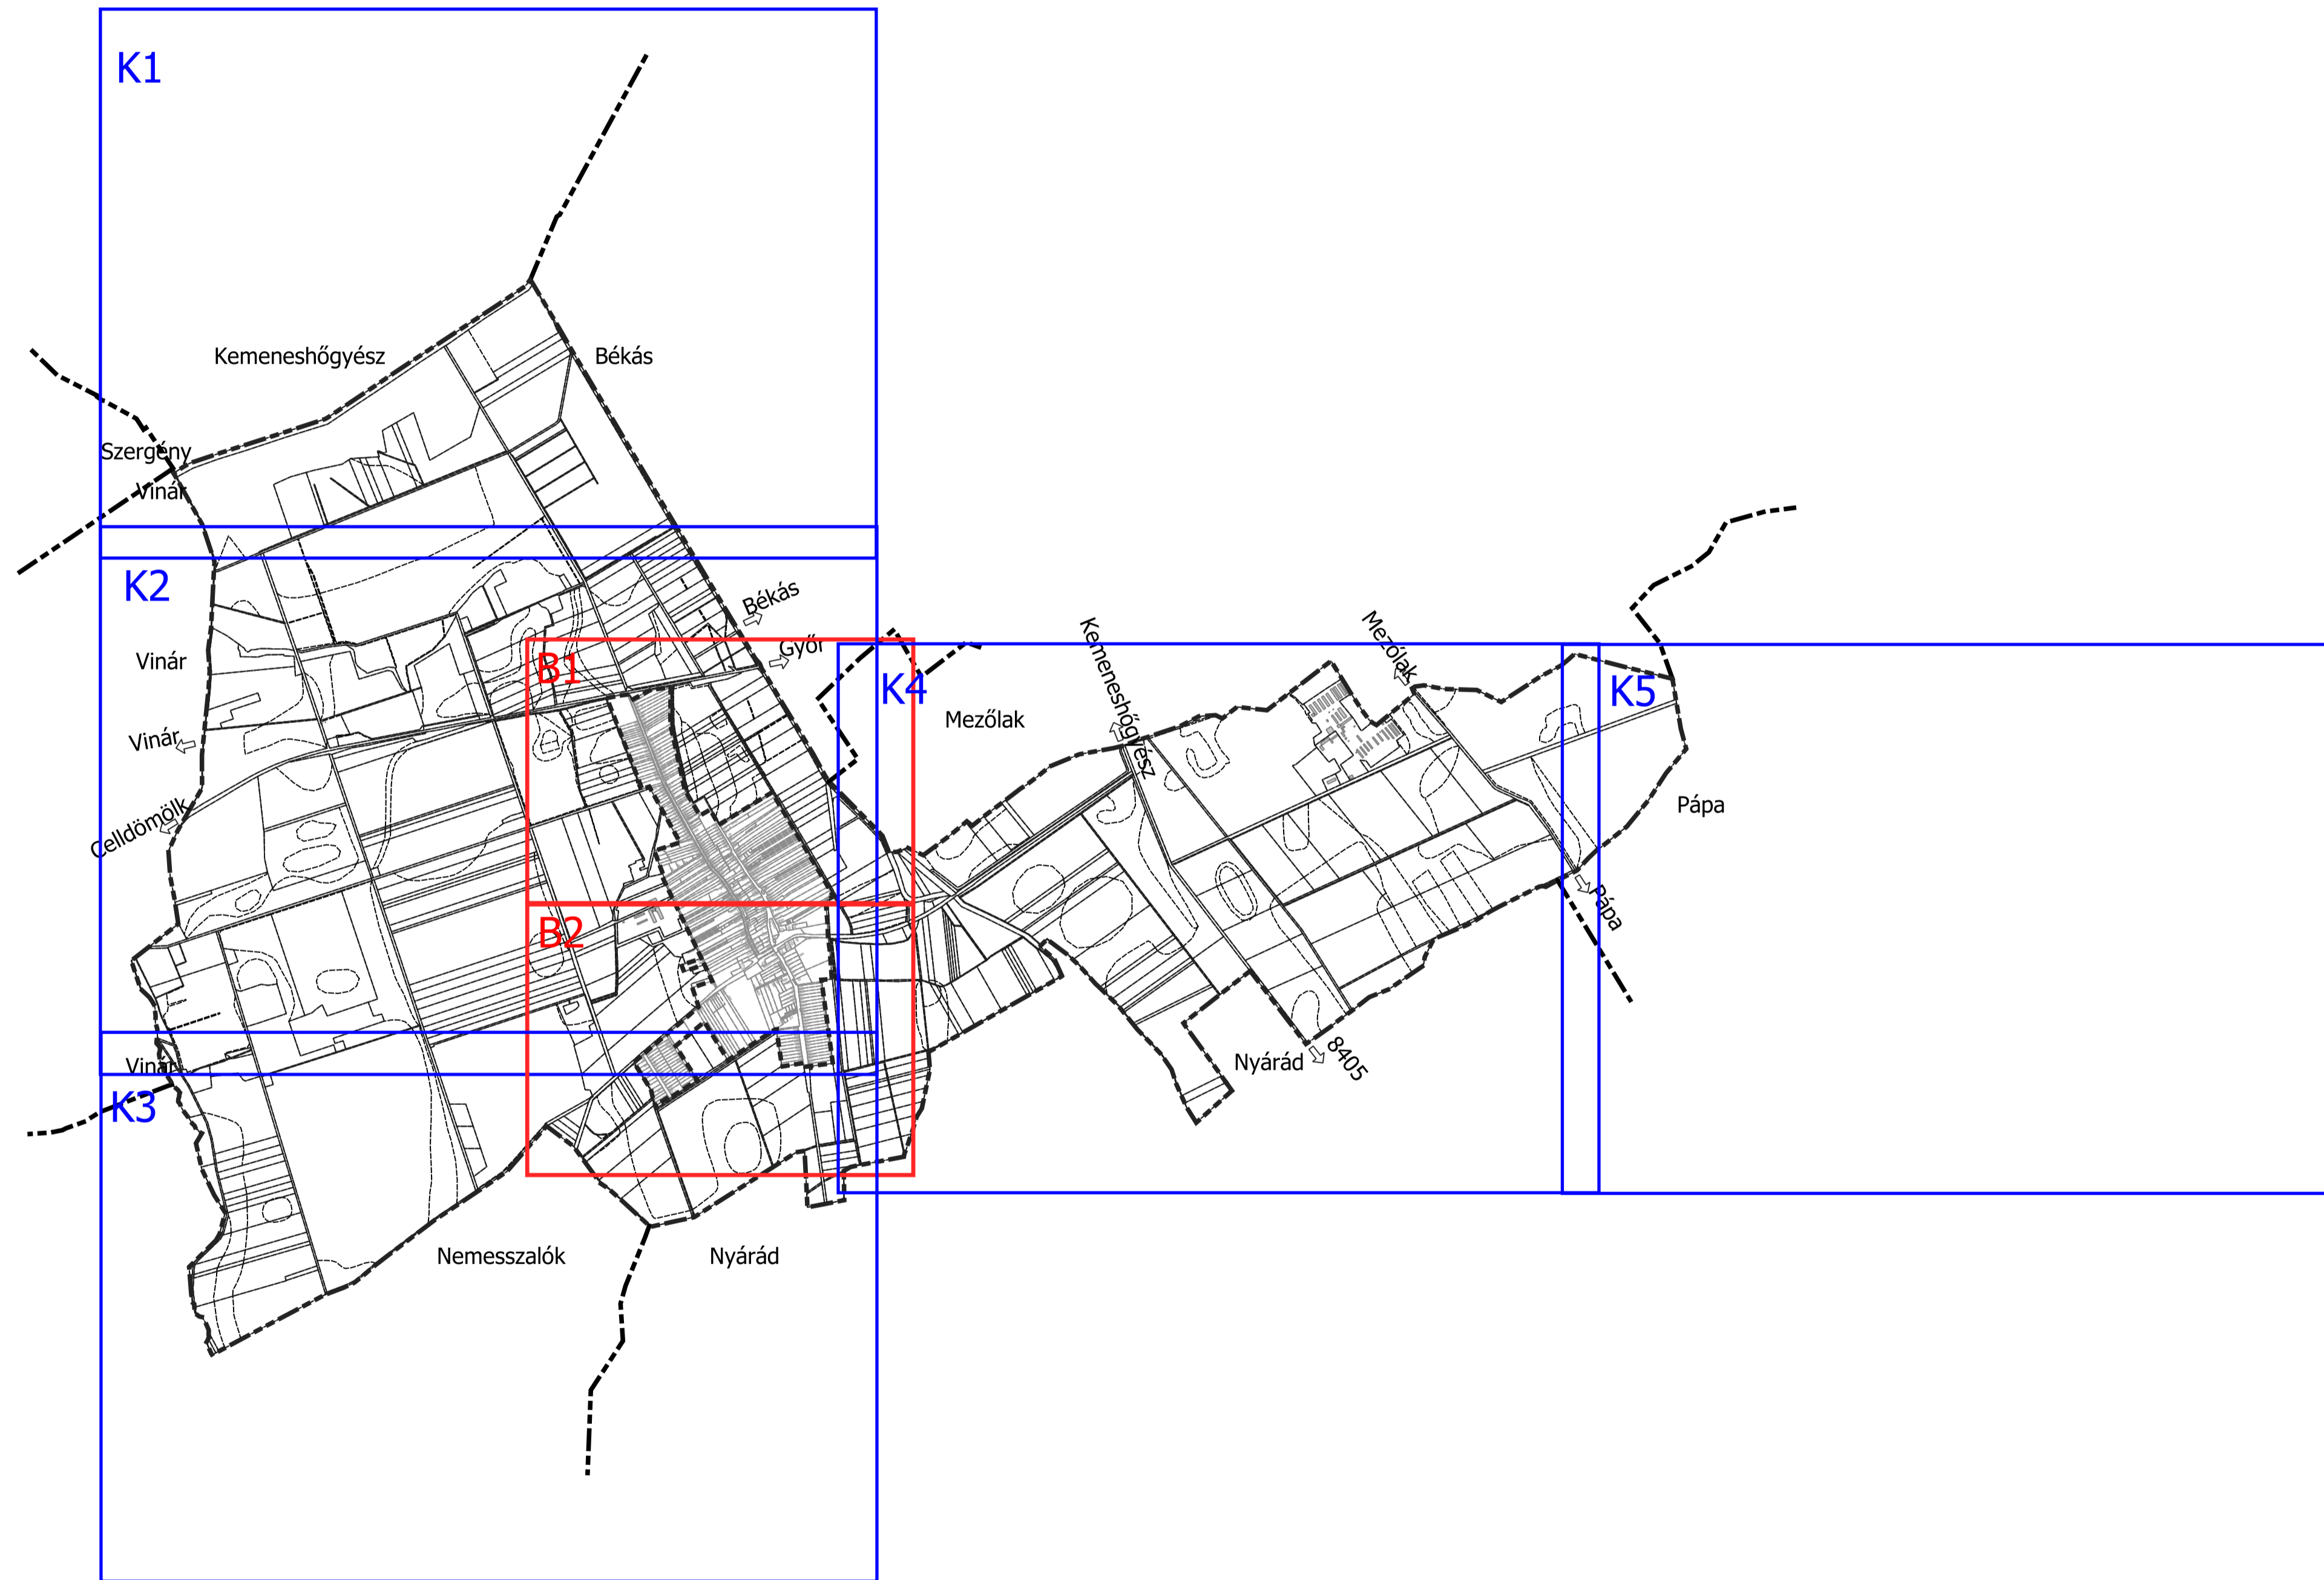 K1
Kemeneshőgyész
Békás
Szergény
Vinár
K2
Békás
Győr
Vinár
B1
K4
Kemeneshőgyész
Mezőlak
K5
Mezőlak
Vinár
Pápa
Celldömölk
B2
Pápa
Vinár
Nyárád
8405
K3
Nemesszalók
Nyárád